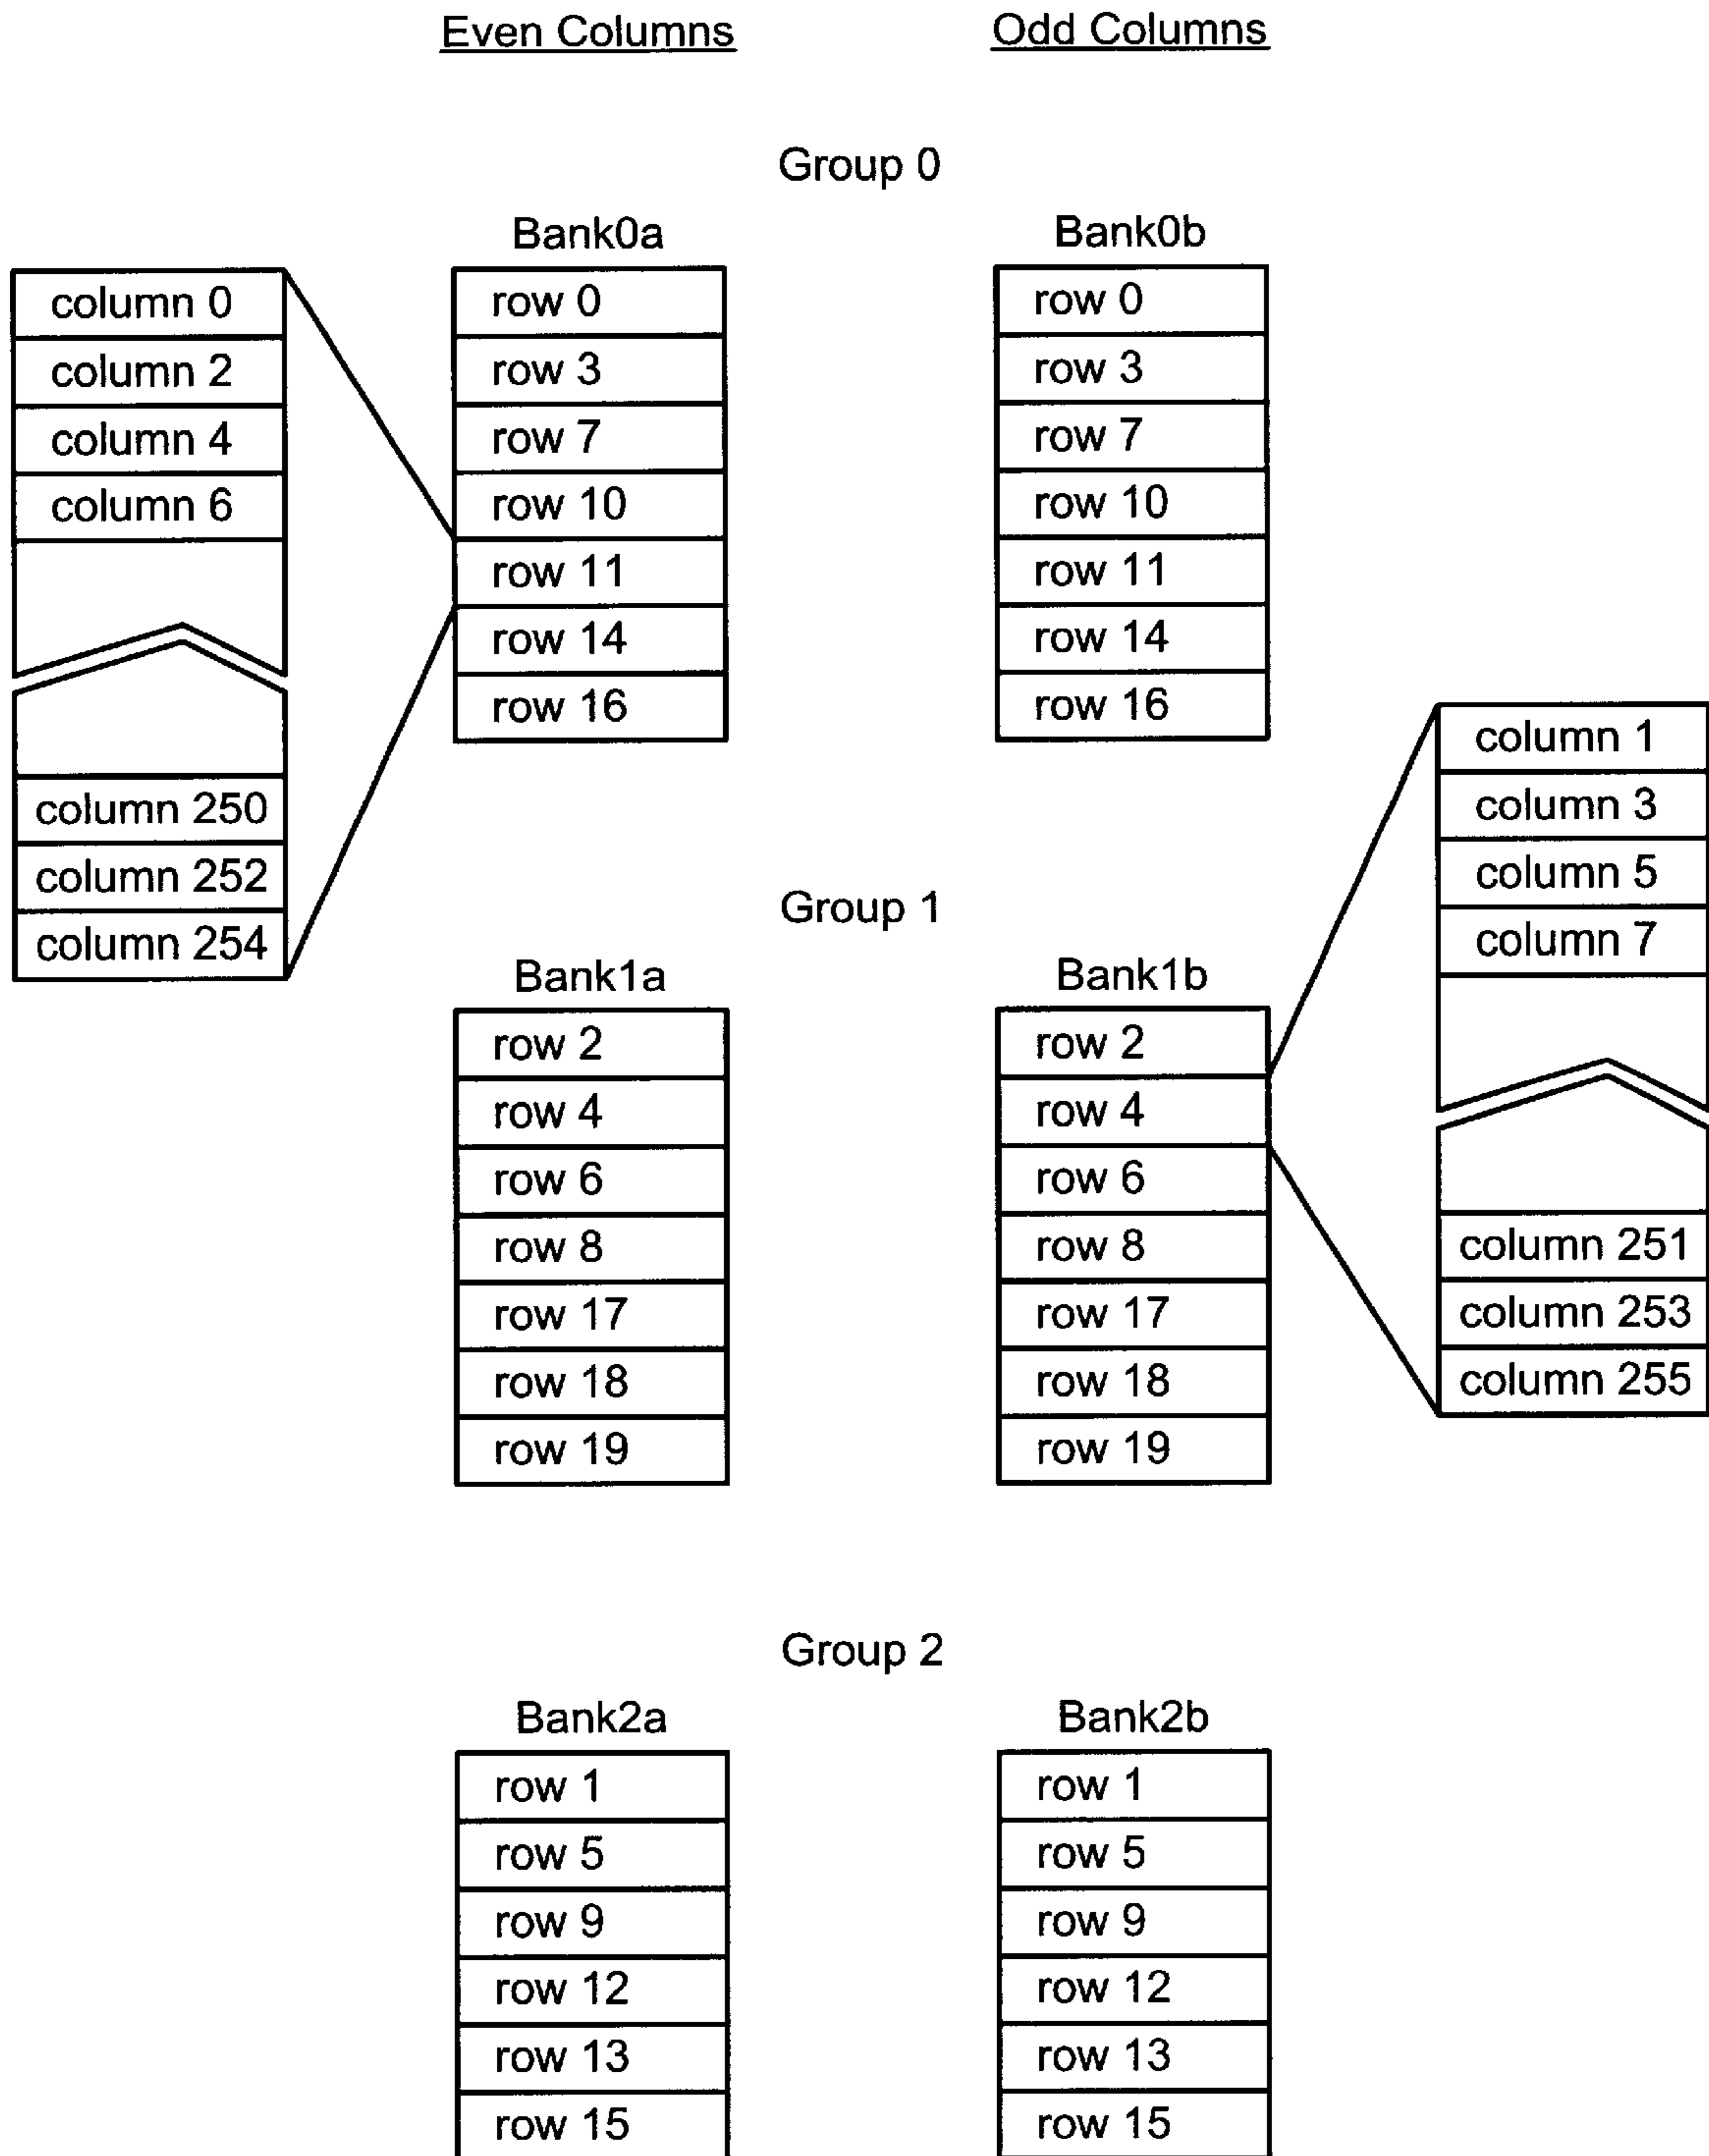 Even Columns
Odd Columns
Group 0
Bank0a
Bank0b
column 0
column 2
column 4
column 6
column 250
column 252
column 254
row 0
row 3
row 7
row 10
row 11
row 14
row 16
row 0
row 3
row 7
row 10
row 11
row 14
row 16
Group 1
Bank1a
Bank1b
row 2
row 4
row 6
row 8
row 17
row 18
row 19
row 2
row 4
row 6
row 8
row 17
row 18
row 19
column 1
column 3
column 5
column 7
column 251
column 253
column 255
Group 2
Bank2a
Bank2b
row 1
row 5
row 9
row 12
row 13
row 15
row 1
row 5
row 9
row 12
row 13
row 15